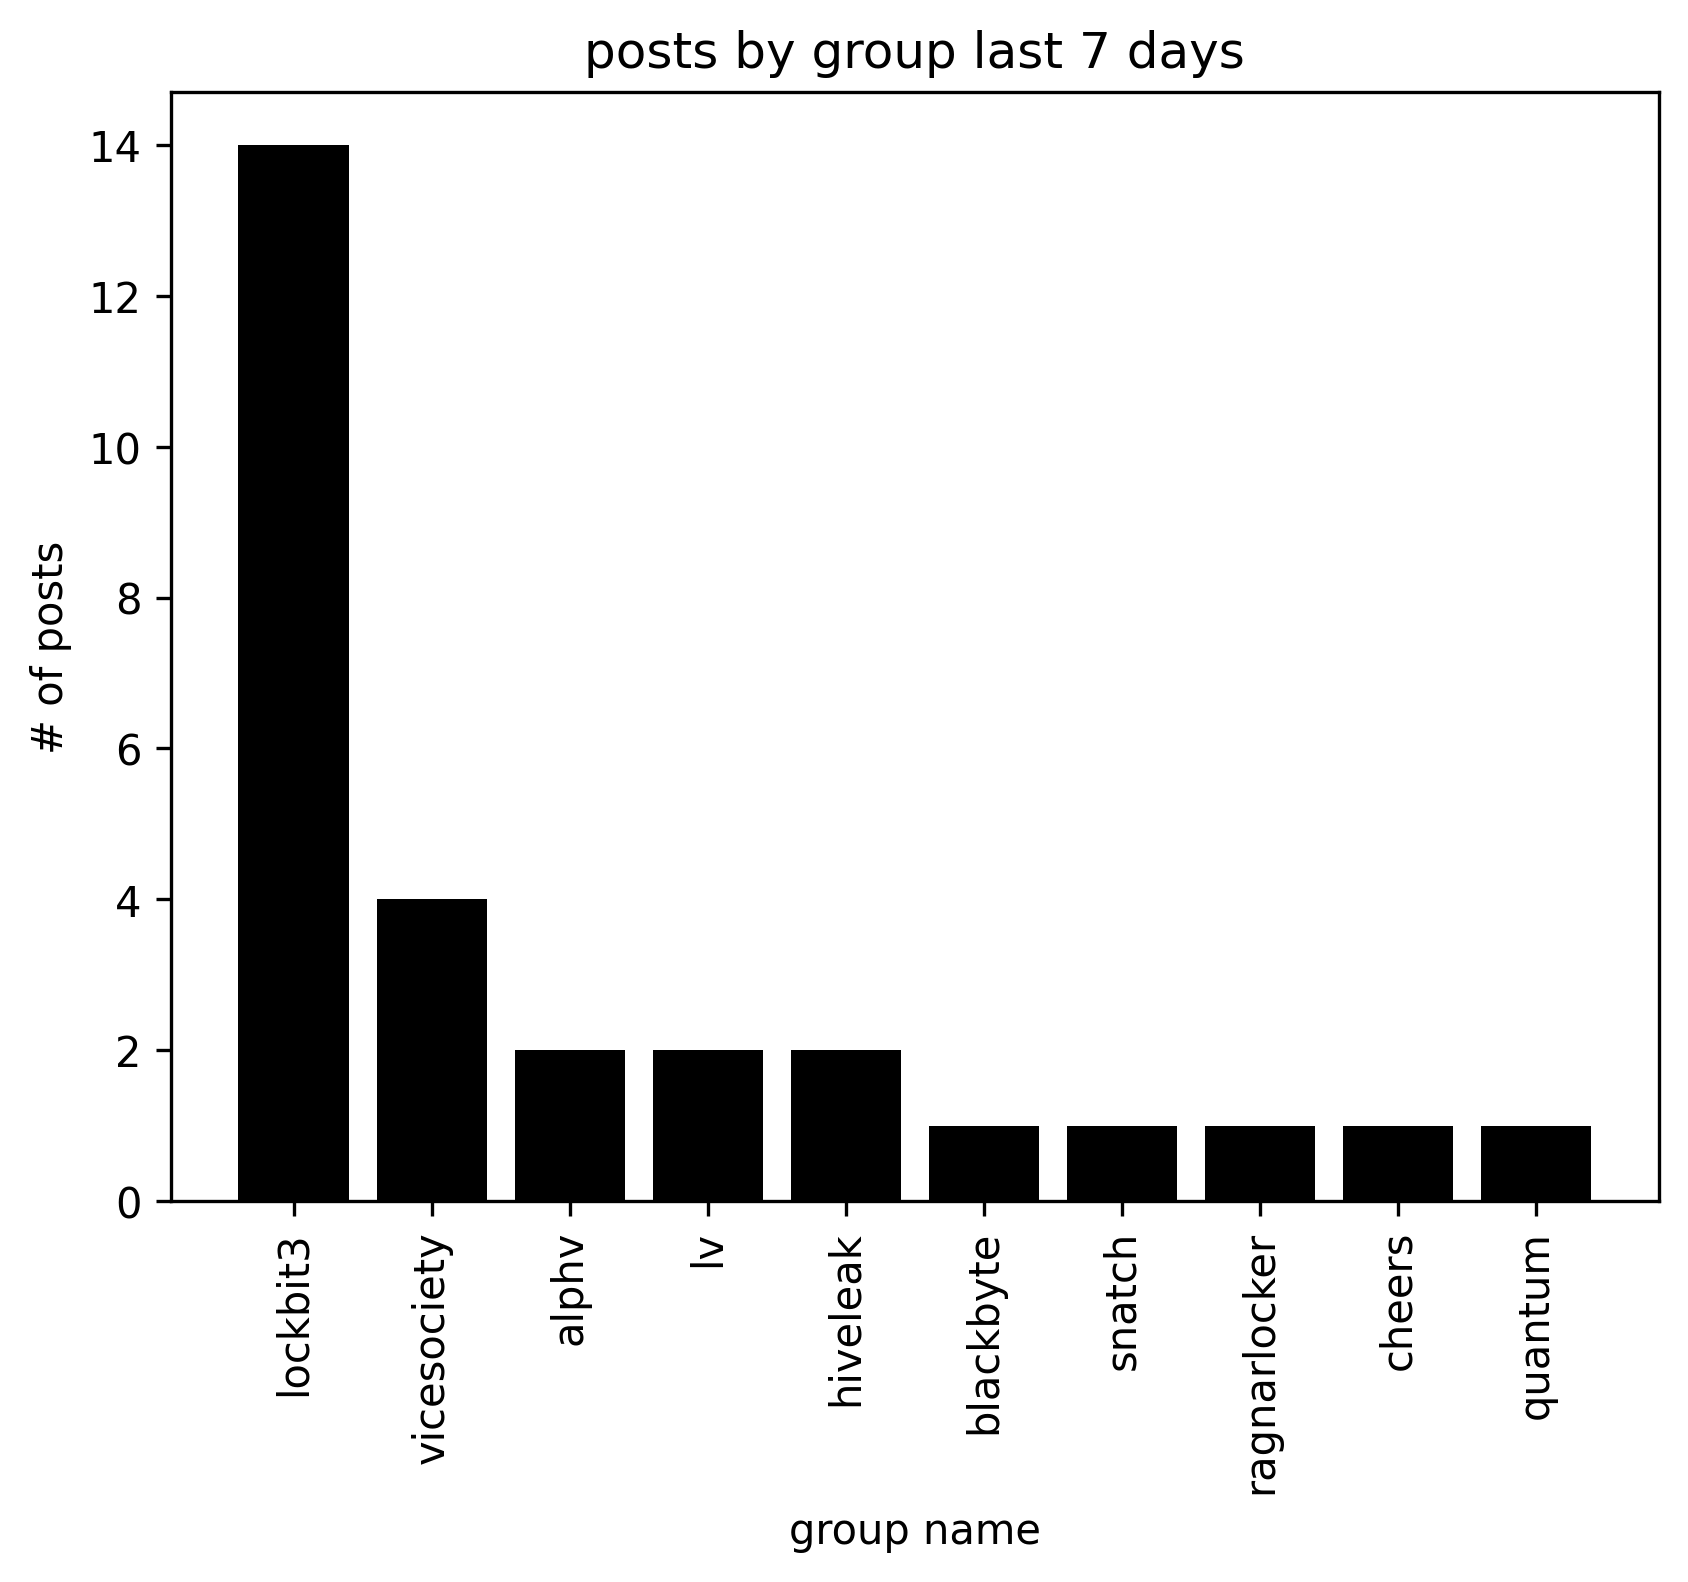 posts by group last 7 days
# of posts
14
12
10
8
6
4
2
0
lockbit3
vicesociety
alphv
lv
hiveleak
blackbyte
snatch
ragnarlocker
cheers
quantum
group name